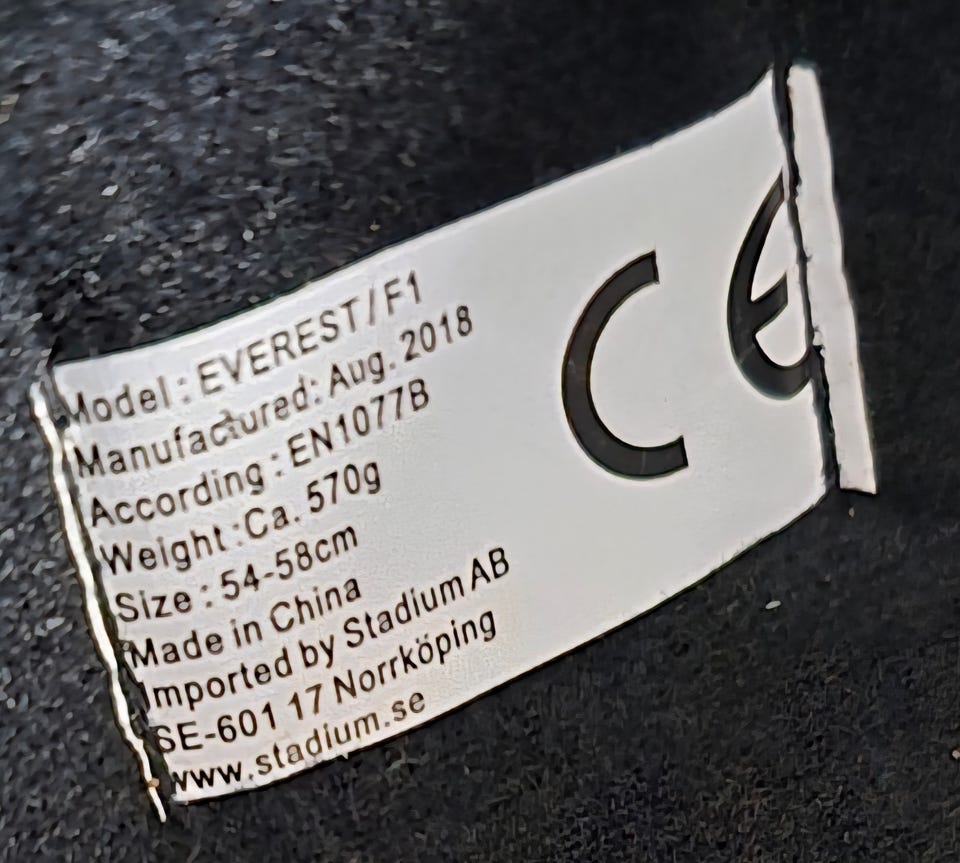 Model : EVEREST/F1
Manufactured: Aug. 2018
According : EN1077B
Weight :Ca. 570g
Size : 54-58cm
Made in China
Imported by Stadium AB
SE-601 17 Norrköping
www.stadium.se
CE